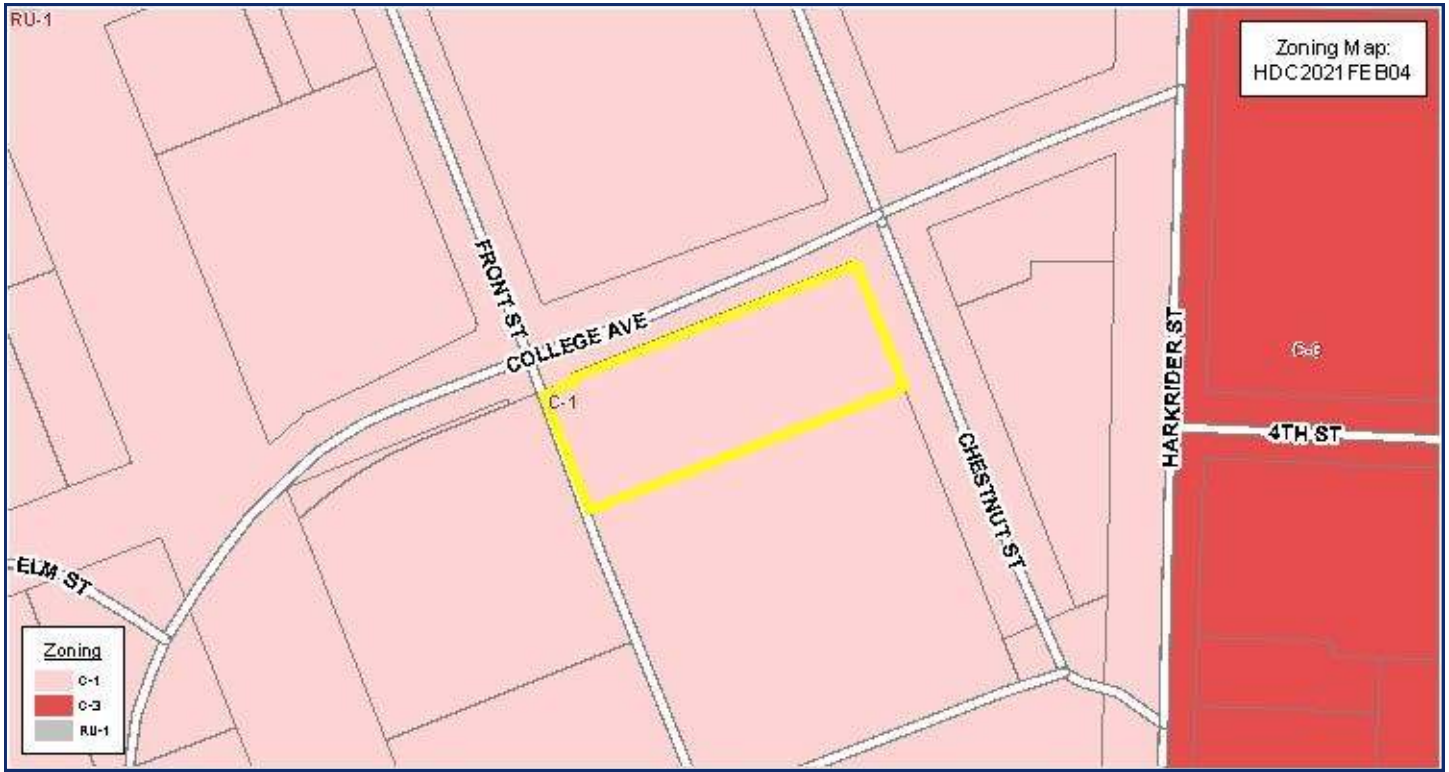 RU-1
Zoning Map:
HDC2021FEB04
FRONT ST
COLLEGE AVE
C-1
HARKRIDER ST
C-3
4TH ST
CHESTNUT ST
ELM ST
Zoning
C-1
C-3
RU-1